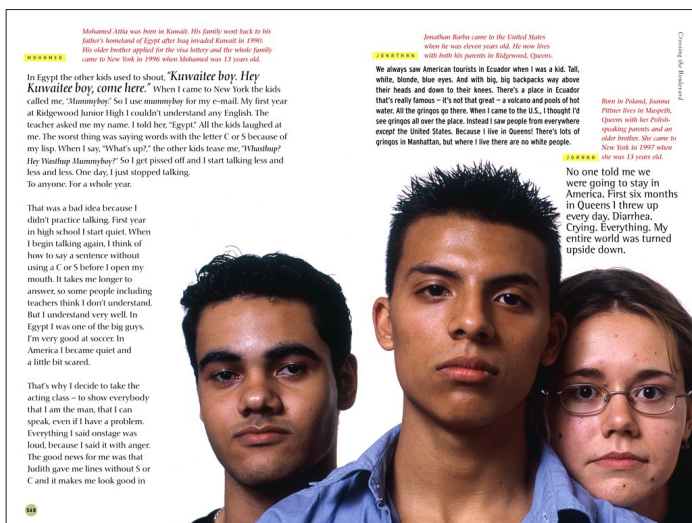 Mohamed Attia was born in Kuwait. His family went back to his
father's homeland of Egypt after Iraq invaded Kuwait in 1990.
His older brother applied for the visa lottery and the whole family
came to New York in 1996 when Mohamed was 13 years old.
MOHAMED
In Egypt the other kids used to shout, "Kuwaitee boy. Hey
Kuwaitee boy, come here." When I came to New York the kids
called me, "Mummyboy." So I use mummyboy for my e-mail. My first year
at Ridgewood Junior High I couldn't understand any English. The
teacher asked me my name. I told her, "Egypt." All the kids laughed at
me. The worst thing was saying words with the letter C or S because of
my lisp. When I say, "What's up?," the other kids tease me, "Whasthup?
Hey Wasthup Mummyboy?" So I get pissed off and I start talking less and
less and less. One day, I just stopped talking.
To anyone. For a whole year.
That was a bad idea because I
didn't practice talking. First year
in high school I start quiet. When
I begin talking again, I think of
how to say a sentence without
using a C or S before I open my
mouth. It takes me longer to
answer, so some people including
teachers think I don't understand.
But I understand very well. In
Egypt I was one of the big guys.
I'm very good at soccer. In
America I became quiet and
a little bit scared.
That's why I decide to take the
acting class – to show everybody
that I am the man, that I can
speak, even if I have a problem.
Everything I said onstage was
loud, because I said it with anger.
The good news for me was that
Judith gave me lines without S or
C and it makes me look good in
368
Jonathan Barba came to the United States
when he was eleven years old. He now lives
with both his parents in Ridgewood, Queens.
JONATHAN
We always saw American tourists in Ecuador when I was a kid. Tall,
white, blonde, blue eyes. And with big, big backpacks way above
their heads and down to their knees. There's a place in Ecuador
that's really famous – it's not that great – a volcano and pools of hot
water. All the gringos go there. When I came to the U.S., I thought I'd
see gringos all over the place. Instead I saw people from everywhere
except the United States. Because I live in Queens! There's lots of
gringos in Manhattan, but where I live there are no white people.
Crossing the Boulevard
Born in Poland, Joanna
Pittner lives in Maspeth,
Queens with her Polish-
speaking parents and an
older brother. She came to
New York in 1997 when
she was 13 years old.
JOANNA
No one told me we
were going to stay in
America. First six months
in Queens I threw up
every day. Diarrhea.
Crying. Everything. My
entire world was turned
upside down.